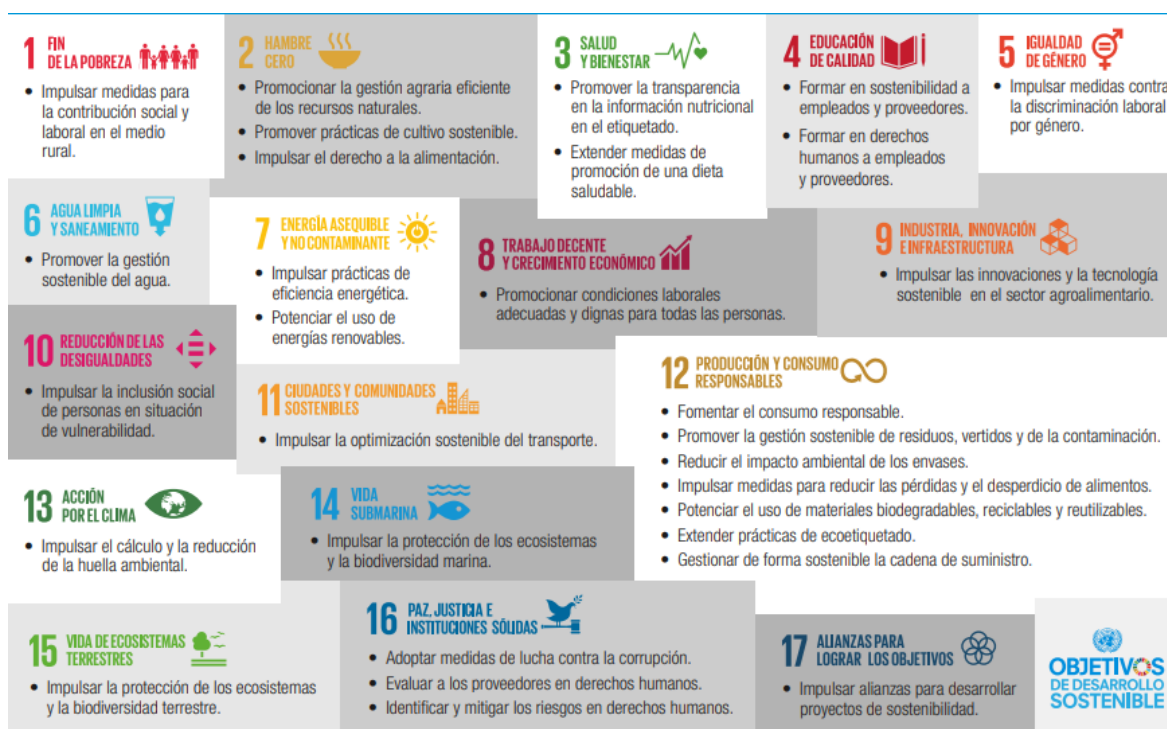 1 FIN
DE LA POBREZA
• Impulsar medidas para
la contribución social y
laboral en el medio
rural.
2 HAMBRE
CERO
• Promocionar la gestión agraria eficiente
de los recursos naturales.
• Promover prácticas de cultivo sostenible.
• Impulsar el derecho a la alimentación.
3 SALUD
Y BIENESTAR
• Promover la transparencia
en la información nutricional
en el etiquetado.
• Extender medidas de
promoción de una dieta
saludable.
4 EDUCACIÓN
DE CALIDAD
• Formar en sostenibilidad a
empleados y proveedores.
• Formar en derechos
humanos a empleados
y proveedores.
5 IGUALDAD
DE GÉNERO
• Impulsar medidas contra
la discriminación laboral
por género.
6 AGUA LIMPIA
Y SANEAMIENTO
• Promover la gestión
sostenible del agua.
7 ENERGÍA ASEQUIBLE
Y NO CONTAMINANTE
• Impulsar prácticas de
eficiencia energética.
• Potenciar el uso de
energías renovables.
8 TRABAJO DECENTE
Y CRECIMIENTO ECONÓMICO
• Promocionar condiciones laborales
adecuadas y dignas para todas las personas.
9 INDUSTRIA, INNOVACIÓN
E INFRAESTRUCTURA
• Impulsar las innovaciones y la tecnología
sostenible en el sector agroalimentario.
10 REDUCCIÓN DE LAS
DESIGUALDADES
• Impulsar la inclusión social
de personas en situación
de vulnerabilidad.
11 CIUDADES Y COMUNIDADES
SOSTENIBLES
• Impulsar la optimización sostenible del transporte.
12 PRODUCCIÓN Y CONSUMO
RESPONSABLES
• Fomentar el consumo responsable.
• Promover la gestión sostenible de residuos, vertidos y de la contaminación.
• Reducir el impacto ambiental de los envases.
• Impulsar medidas para reducir las pérdidas y el desperdicio de alimentos.
• Potenciar el uso de materiales biodegradables, reciclables y reutilizables.
• Extender prácticas de ecoetiquetado.
• Gestionar de forma sostenible la cadena de suministro.
13 ACCIÓN
POR EL CLIMA
• Impulsar el cálculo y la reducción
de la huella ambiental.
14 VIDA
SUBMARINA
• Impulsar la protección de los ecosistemas
y la biodiversidad marina.
15 VIDA DE ECOSISTEMAS
TERRESTRES
• Impulsar la protección de los ecosistemas
y la biodiversidad terrestre.
16 PAZ, JUSTICIA E
INSTITUCIONES SÓLIDAS
• Adoptar medidas de lucha contra la corrupción.
• Evaluar a los proveedores en derechos humanos.
• Identificar y mitigar los riesgos en derechos humanos.
17 ALIANZAS PARA
LOGRAR LOS OBJETIVOS
• Impulsar alianzas para desarrollar
proyectos de sostenibilidad.
OBJETIVOS
DE DESARROLLO
SOSTENIBLE